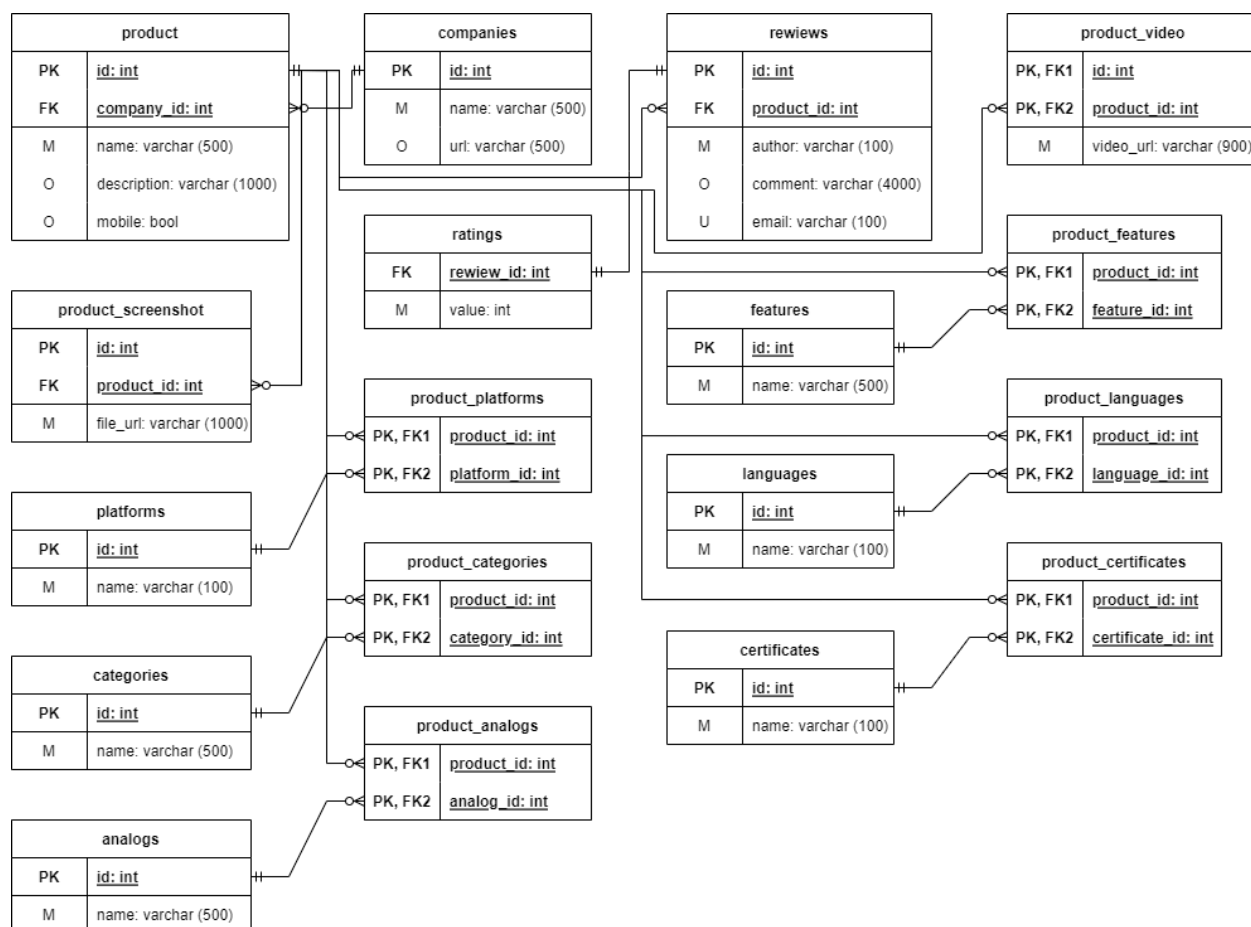 product
PK id: int
FK company_id: int
M name: varchar (500)
O description: varchar (1000)
O mobile: bool
companies
PK id: int
M name: varchar (500)
O url: varchar (500)
rewiews
PK id: int
FK product_id: int
M author: varchar (100)
O comment: varchar (4000)
U email: varchar (100)
product_video
PK, FK1 id: int
PK, FK2 product_id: int
M video_url: varchar (900)
ratings
FK rewiew_id: int
M value: int
product_features
PK, FK1 product_id: int
PK, FK2 feature_id: int
product_screenshot
PK id: int
FK product_id: int
M file_url: varchar (1000)
features
PK id: int
M name: varchar (500)
product_platforms
PK, FK1 product_id: int
PK, FK2 platform_id: int
product_languages
PK, FK1 product_id: int
PK, FK2 language_id: int
languages
PK id: int
M name: varchar (100)
platforms
PK id: int
M name: varchar (100)
product_categories
PK, FK1 product_id: int
PK, FK2 category_id: int
product_certificates
PK, FK1 product_id: int
PK, FK2 certificate_id: int
certificates
PK id: int
M name: varchar (100)
categories
PK id: int
M name: varchar (500)
product_analogs
PK, FK1 product_id: int
PK, FK2 analog_id: int
analogs
PK id: int
M name: varchar (500)